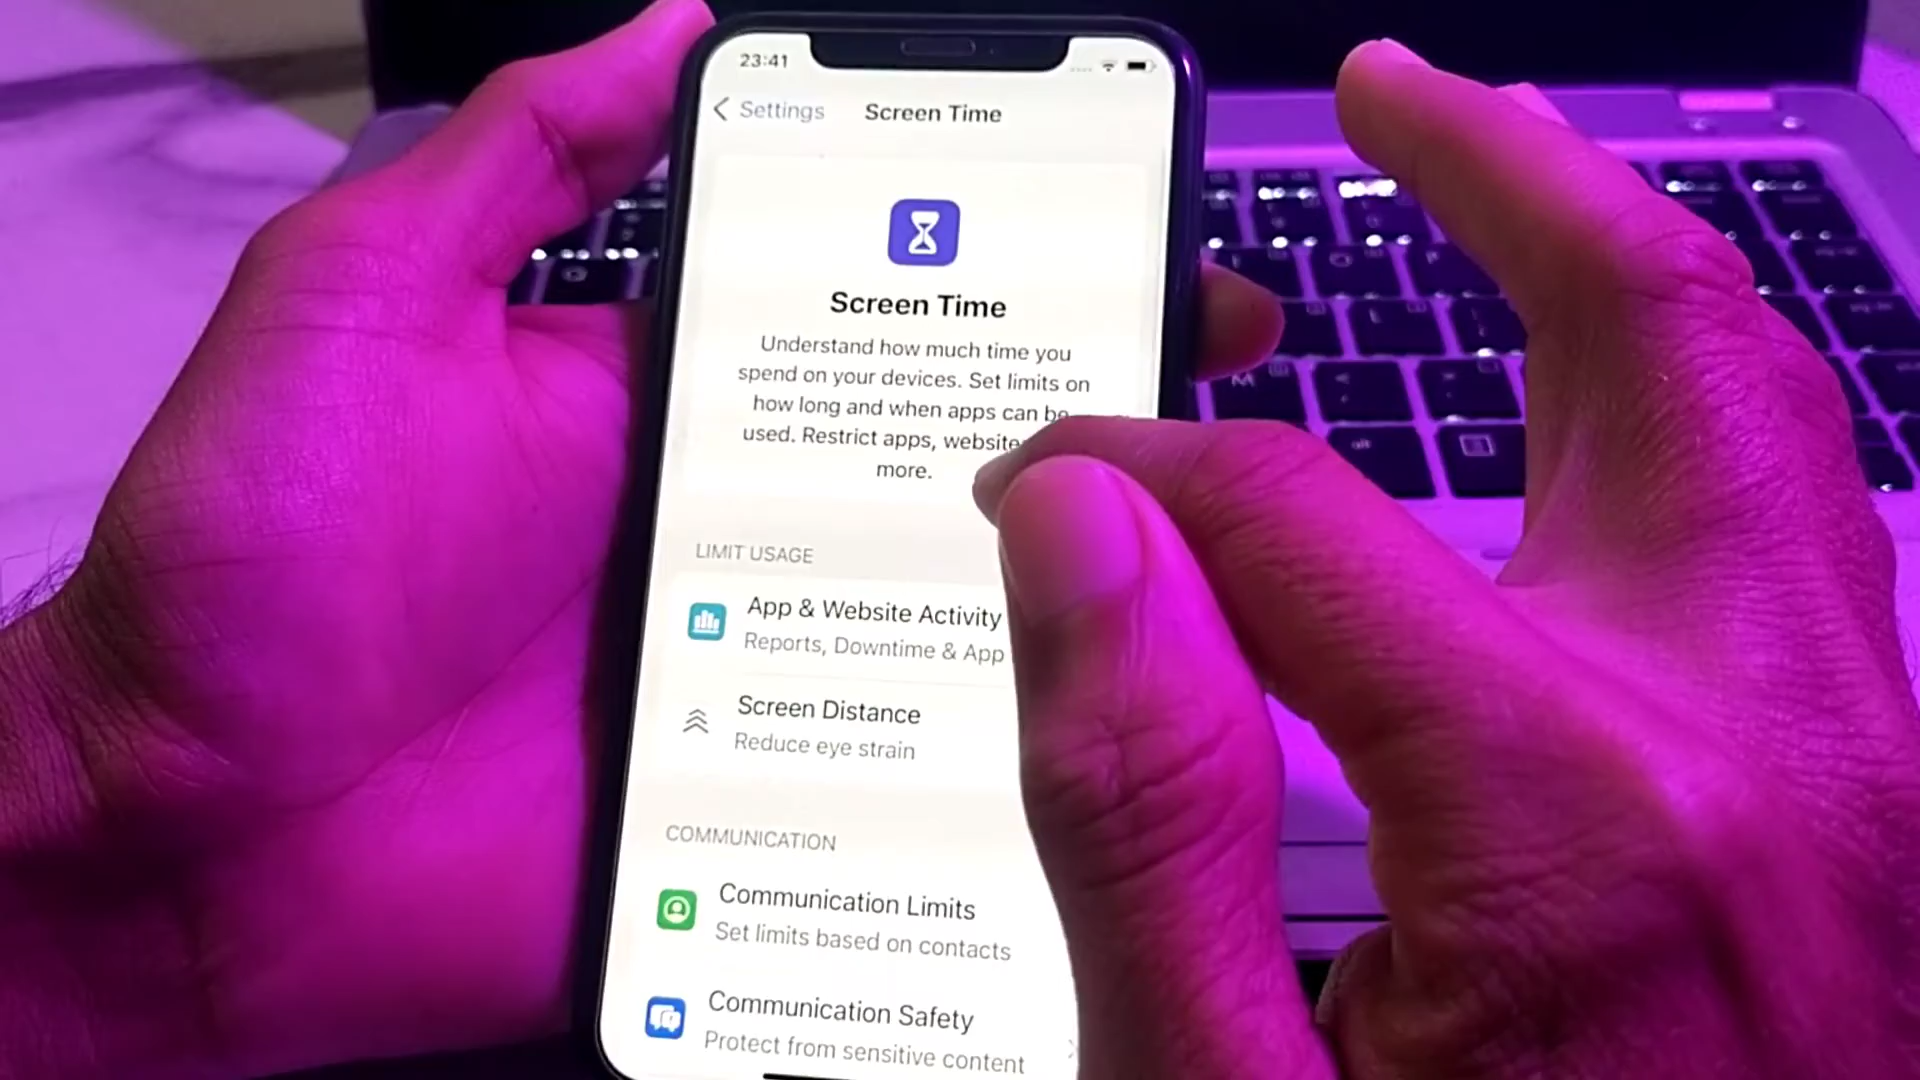 23:41
Settings
Screen Time
Screen Time
Understand how much time you
spend on your devices. Set limits on
how long and when apps can be
used. Restrict apps, website
more.
LIMIT USAGE
App & Website Activity
Reports, Downtime & App
Screen Distance
Reduce eye strain
COMMUNICATION
Communication Limits
Set limits based on contacts
Communication Safety
Protect from sensitive content
alt